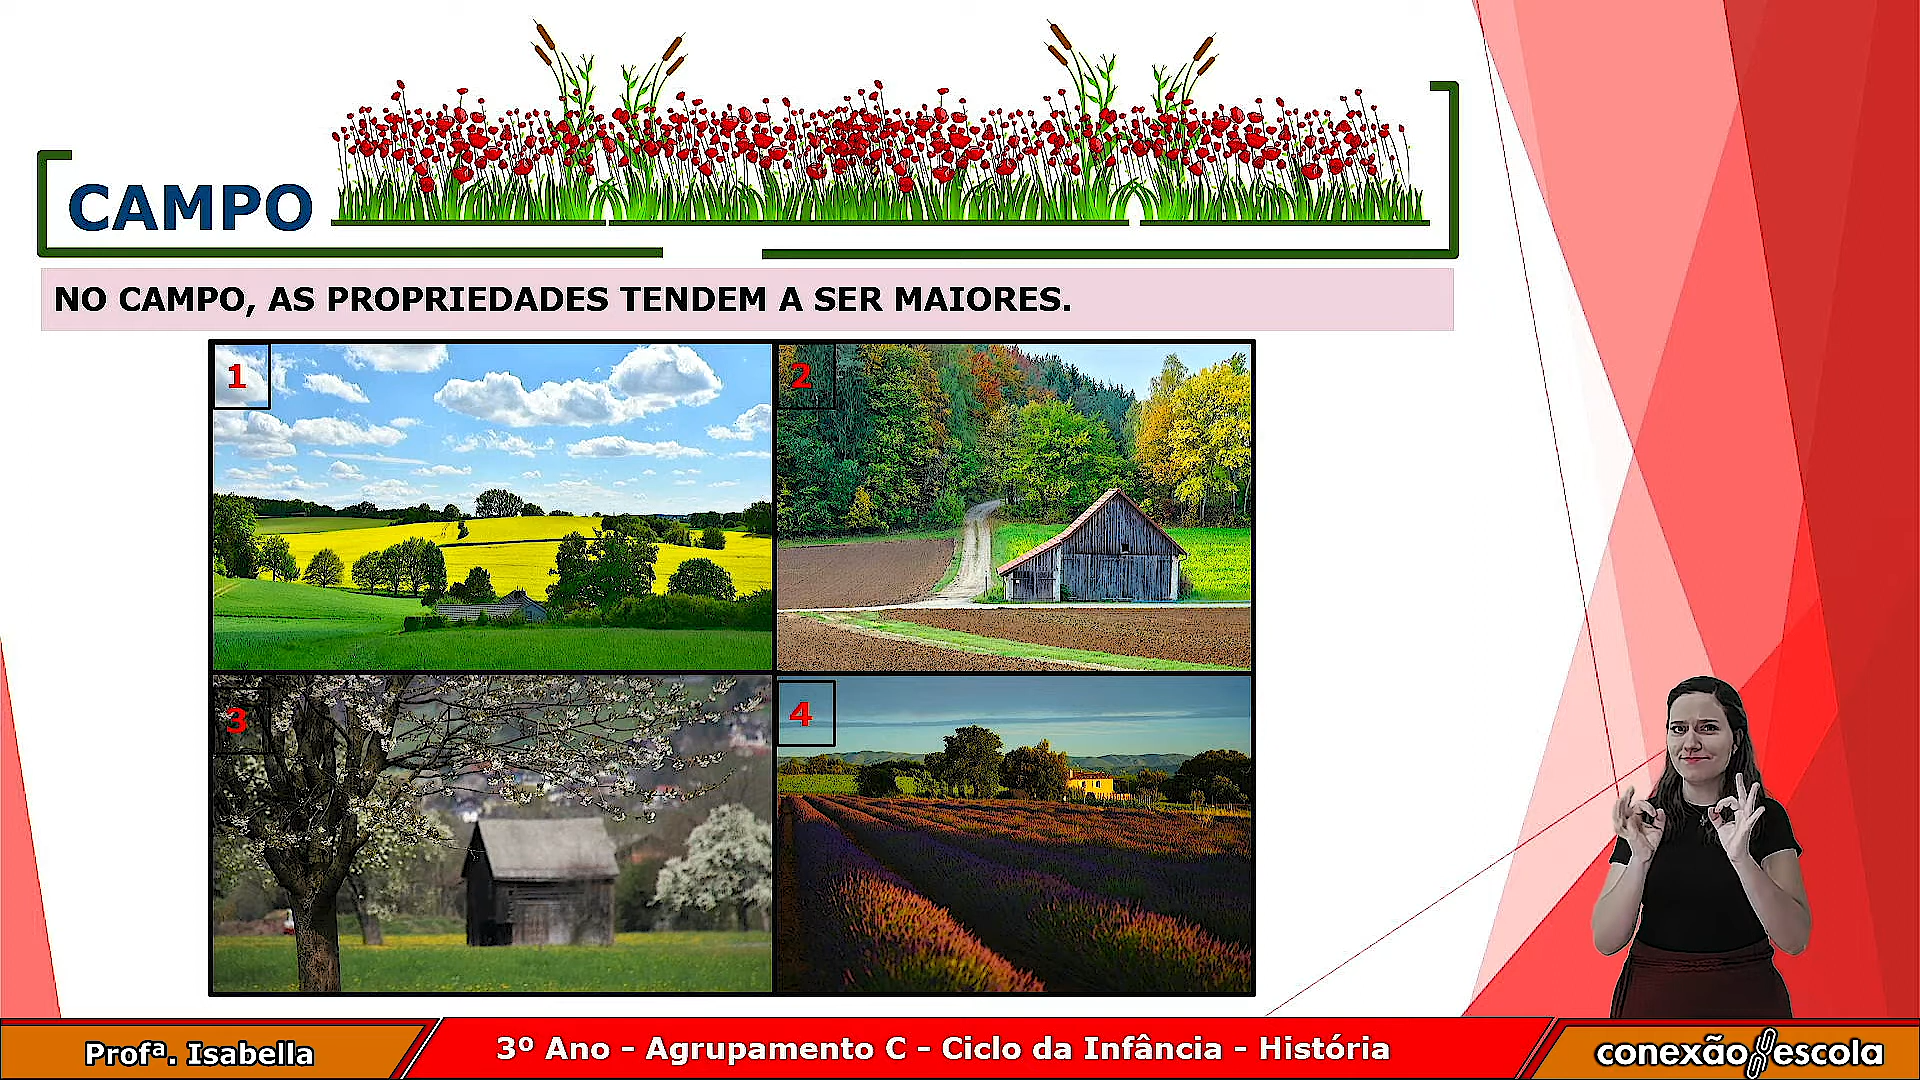 CAMPO
NO CAMPO, AS PROPRIEDADES TENDEM A SER MAIORES.
1
2
3
4
Profª. Isabella
3º Ano - Agrupamento C - Ciclo da Infância - História
conexão escola